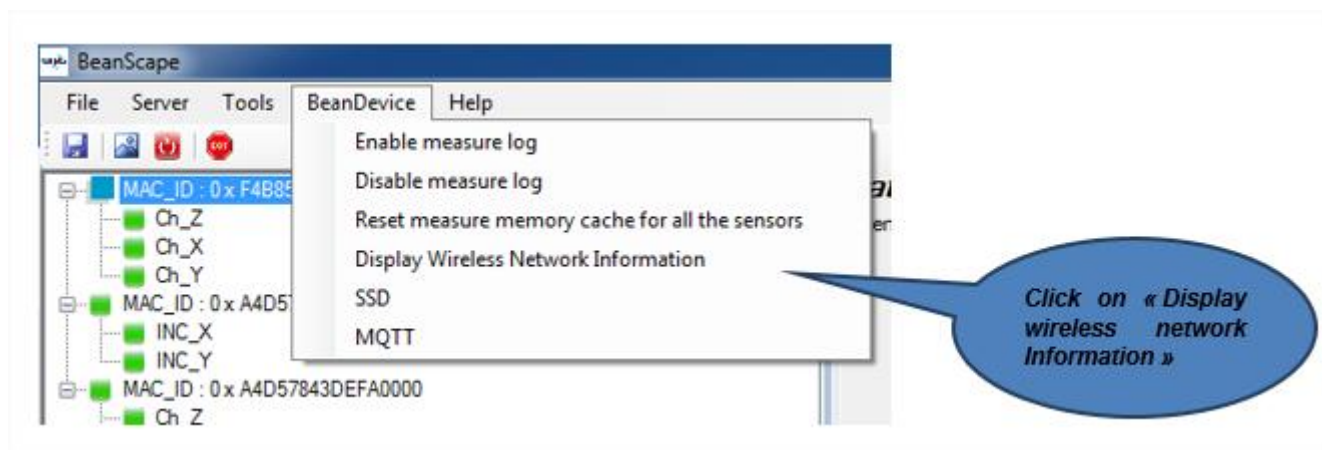 BeanScape
File Server Tools BeanDevice Help
Enable measure log
Disable measure log
Reset measure memory cache for all the sensors
Display Wireless Network Information
SSD
MQTT
MAC_ID : 0 x F4B85
Ch_Z
Ch_X
Ch_Y
MAC_ID : 0 x A4D57
INC_X
INC_Y
MAC_ID : 0 x A4D57843DEFA0000
Ch_Z
Click on « Display
wireless network
Information »